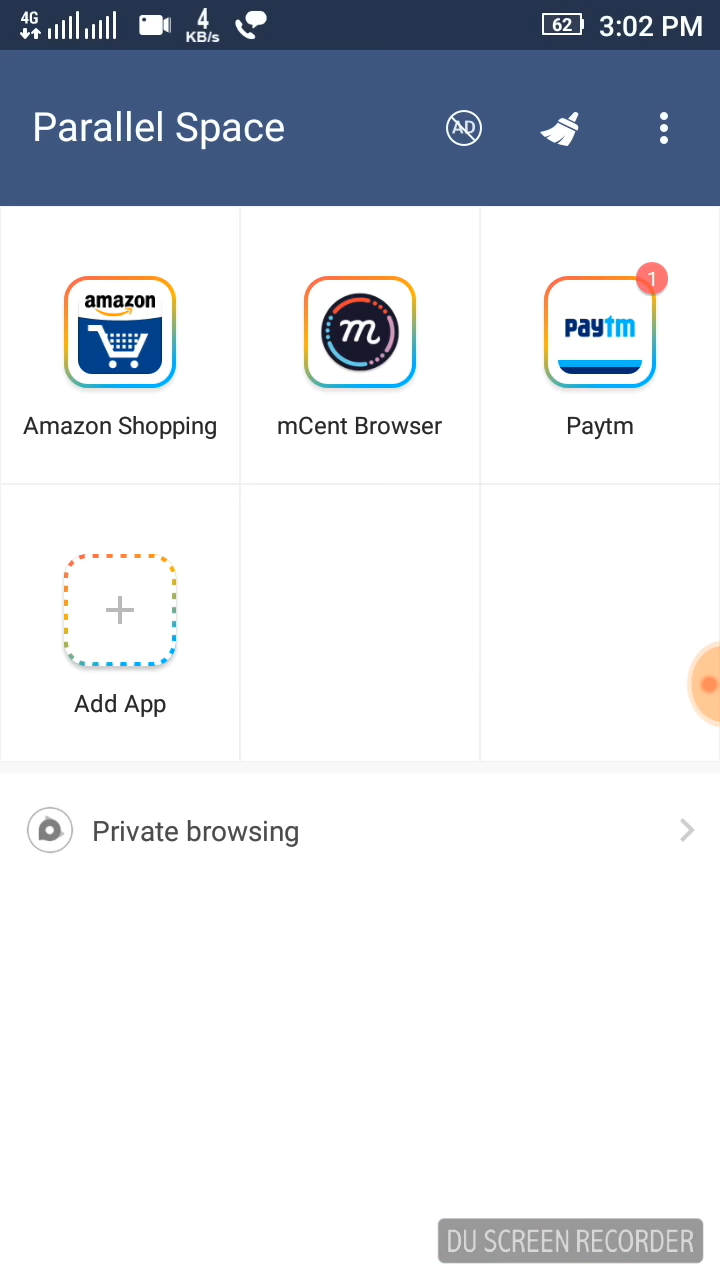 4G
4
KB/s
62
3:02 PM
Parallel Space
AD
amazon
m
1
paytm
Amazon Shopping
mCent Browser
Paytm
Add App
Private browsing
DU SCREEN RECORDER